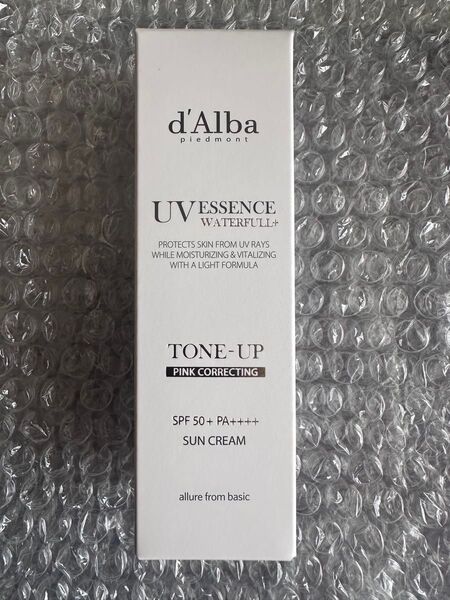 d'Alba
piedmont
UV ESSENCE
WATERFULL+
PROTECTS SKIN FROM UV RAYS
WHILE MOISTURIZING & VITALIZING
WITH A LIGHT FORMULA
TONE-UP
PINK CORRECTING
SPF 50+ PA++++
SUN CREAM
allure from basic